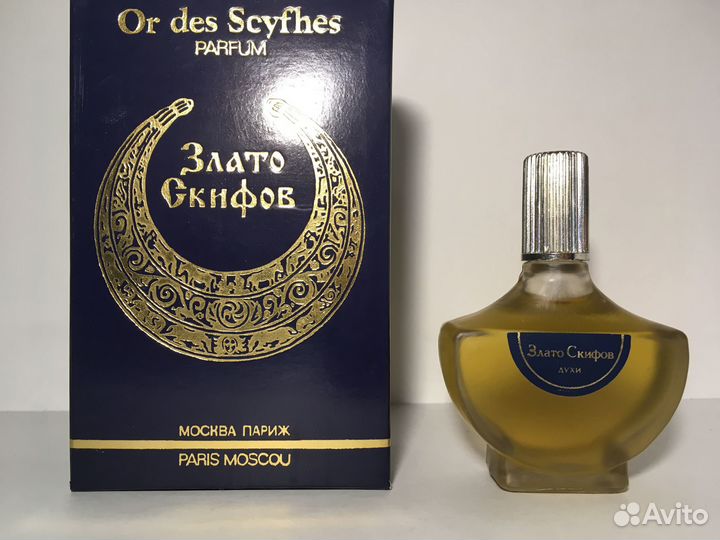 Or des Scyfhes
PARFUM
Злато
Скифов
МОСКВА ПАРИЖ
PARIS MOSCOU
Злато Скифов
ДУХИ
Avito